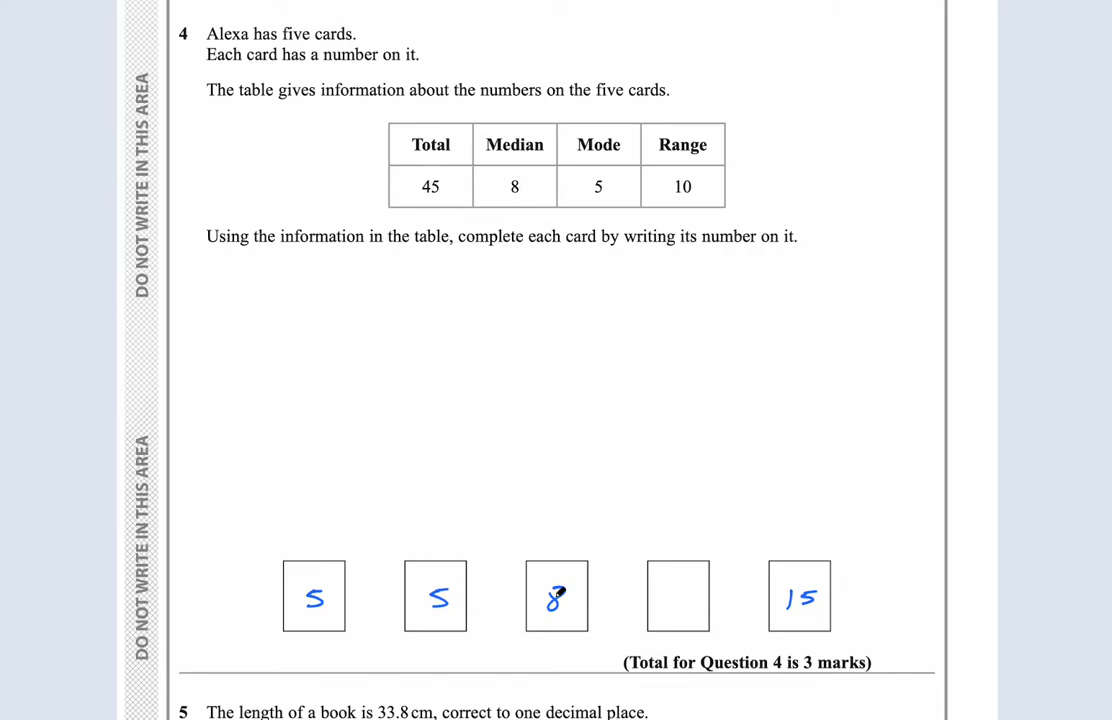 DO NOT WRITE IN THIS AREA
DO NOT WRITE IN THIS AREA
4 Alexa has five cards.
Each card has a number on it.
The table gives information about the numbers on the five cards.
Total Median Mode Range
45 8 5 10
Using the information in the table, complete each card by writing its number on it.
5 5 8 15
(Total for Question 4 is 3 marks)
5 The length of a book is 33.8 cm, correct to one decimal place.